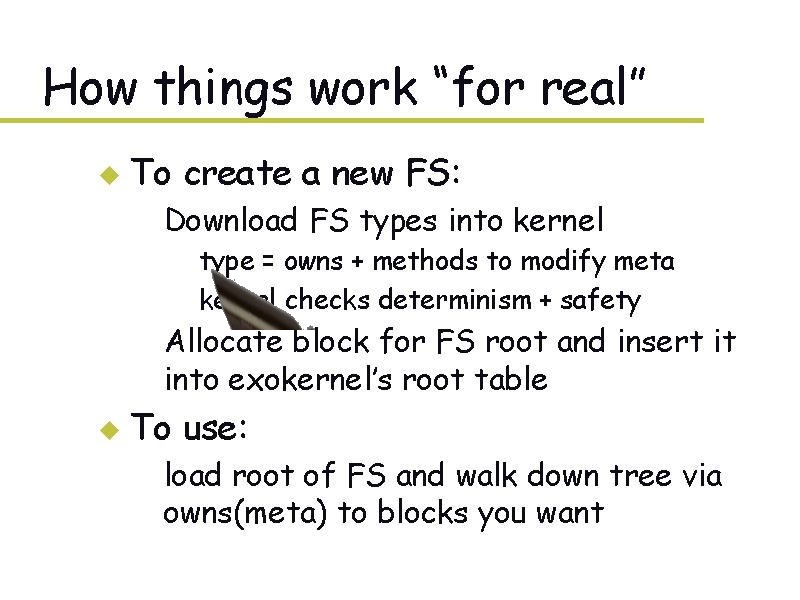 How things work “for real”
To create a new FS:
Download FS types into kernel
type = owns + methods to modify meta
checks determinism + safety
Allocate block for FS root and insert it
into exokernel’s root table
To use:
load root of FS and walk down tree via
owns(meta) to blocks you want